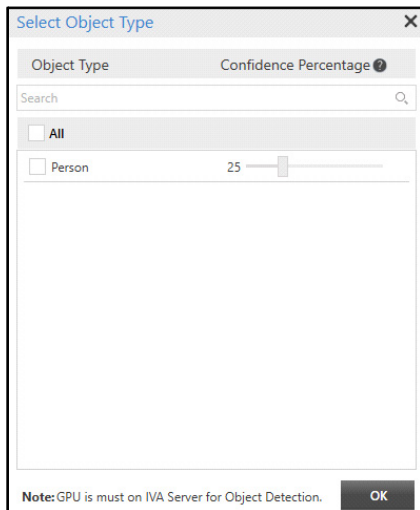 Select Object Type
Object Type Confidence Percentage
Search
All
Person 25
Note: GPU is must on IVA Server for Object Detection. OK